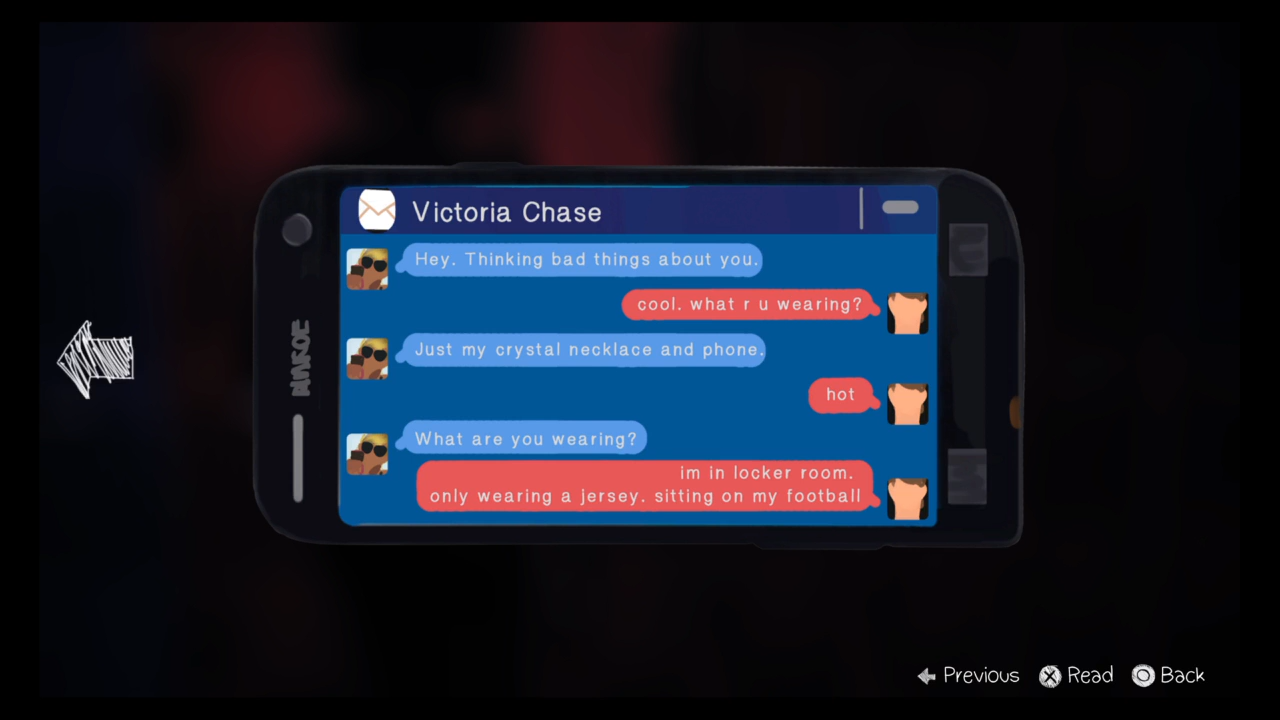 Victoria Chase
Hey. Thinking bad things about you.
cool. what r u wearing?
Just my crystal necklace and phone.
hot
What are you wearing?
im in locker room.
only wearing a jersey. sitting on my football
Previous
Read
Back